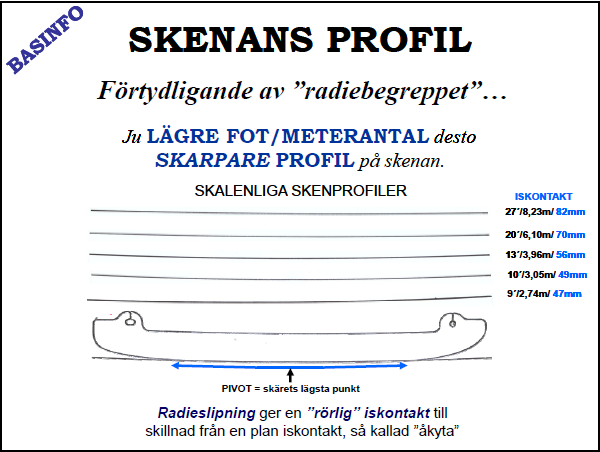 BASINFO
SKENANS PROFIL
Förtydligande av ”radiebegreppet”…
Ju LÄGRE FOT/METERANTAL desto
SKARPARE PROFIL på skenan.
SKALENLIGA SKENPROFILER
ISKONTAKT
27´/8,23m/ 82mm
20´/6,10m/ 70mm
13´/3,96m/ 56mm
10´/3,05m/ 49mm
9´/2,74m/ 47mm
PIVOT = skärets lägsta punkt
Radieslipning ger en ”rörlig” iskontakt till
skillnad från en plan iskontakt, så kallad ”åkyta”